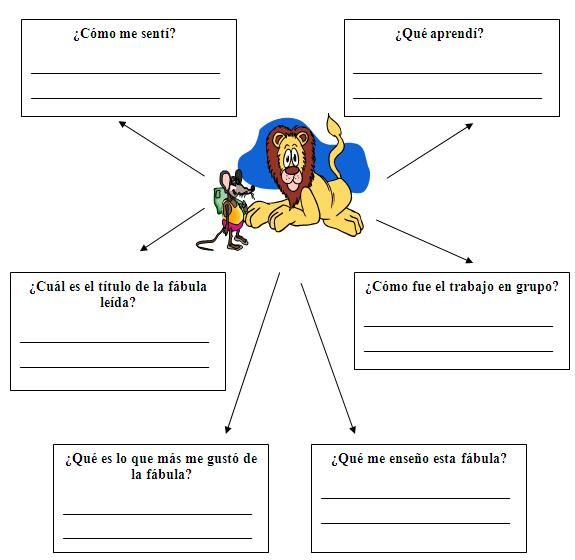 ¿Cómo me sentí?
¿Qué aprendí?
¿Cuál es el título de la fábula
leída?
¿Cómo fue el trabajo en grupo?
¿Qué es lo que más me gustó de
la fábula?
¿Qué me enseño esta fábula?